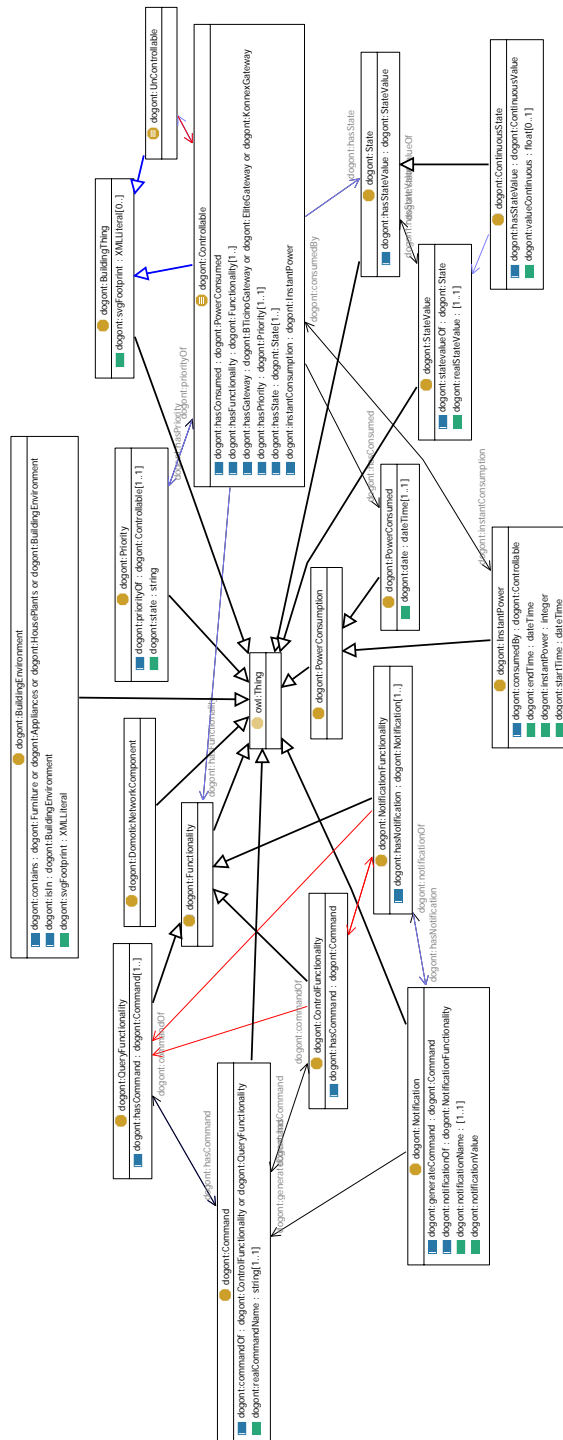 dogont:UnControllable
dogont:BuildingThing
dogont:svgFootprint : XMLLiteral[0..]
dogont:Controllable
dogont:hasConsumed : dogont:PowerConsumed
dogont:hasFunctionality : dogont:Functionality[1..]
dogont:hasGateway : dogont:BTicinoGateway or dogont:EliteGateway or dogont:KonnexGateway
dogont:hasPriority : dogont:Priority[1..1]
dogont:hasState : dogont:State[1..]
dogont:instantConsumption : dogont:InstantPower
dogont:hasState
dogont:State
dogont:hasStateValue : dogont:StateValue
dogont:ContinuousState
dogont:hasStateValue : dogont:ContinuousValue
dogont:valueContinuous : float[0..1]
dogont:StateValue
dogont:statevalueOf : dogont:State
dogont:realStateValue : [1..1]
dogont:consumedBy
dogont:priorityOf
dogont:hasPriority
dogont:Priority
dogont:priorityOf : dogont:Controllable[1..1]
dogont:state : string
dogont:hasConsumed
dogont:PowerConsumed
dogont:date : dateTime[1..1]
dogont:instantConsumption
dogont:BuildingEnvironment
dogont:contains : dogont:Furniture or dogont:Appliances or dogont:HousePlants or dogont:BuildingEnvironment
dogont:isIn : dogont:BuildingEnvironment
dogont:svgFootprint : XMLLiteral
dogont:PowerConsumption
dogont:InstantPower
dogont:consumedBy : dogont:Controllable
dogont:endTime : dateTime
dogont:instantPower : integer
dogont:startTime : dateTime
owl:Thing
dogont:hasFunctionality
dogont:DomoticNetworkComponent
dogont:Functionality
dogont:NotificationFunctionality
dogont:hasNotification : dogont:Notification[1..1]
dogont:notificationOf
dogont:hasNotification
dogont:QueryFunctionality
dogont:hasCommand : dogont:Command[1..]
dogont:commandOf
dogont:ControlFunctionality
dogont:hasCommand : dogont:Command
dogont:commandOf
dogont:hasCommand
dogont:Command
dogont:commandOf : dogont:ControlFunctionality or dogont:QueryFunctionality
dogont:realCommandName : string[1..1]
dogont:Notification
dogont:generateCommand : dogont:Command
dogont:notificationOf : dogont:NotificationFunctionality
dogont:notificationName : [1..1]
dogont:notificationValue